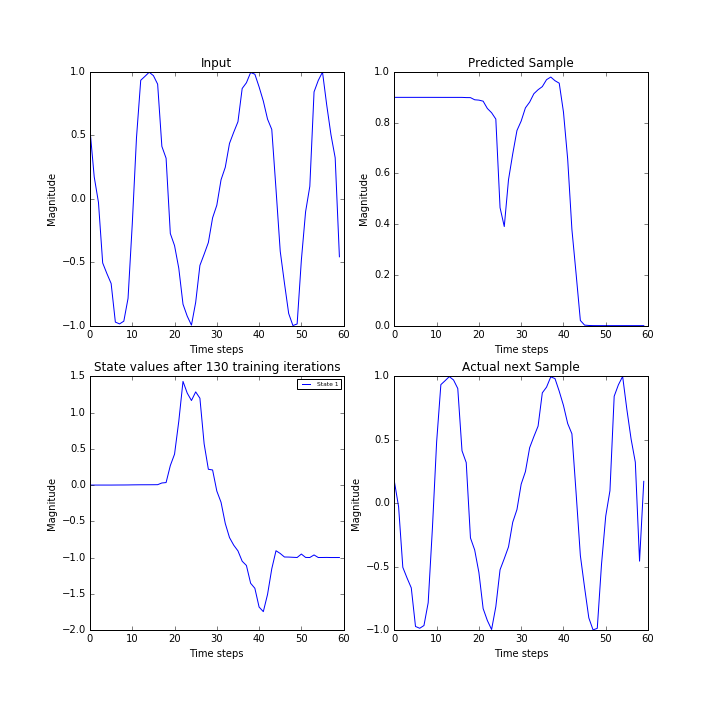 Input
Magnitude
1.0
0.5
0.0
−0.5
−1.0
0 10 20 30 40 50 60
Time steps
Predicted Sample
Magnitude
1.0
0.8
0.6
0.4
0.2
0.0
0 10 20 30 40 50 60
Time steps
State values after 130 training iterations
State 1
Magnitude
1.5
1.0
0.5
0.0
−0.5
−1.0
−1.5
−2.0
0 10 20 30 40 50 60
Time steps
Actual next Sample
Magnitude
1.0
0.5
0.0
−0.5
−1.0
0 10 20 30 40 50 60
Time steps